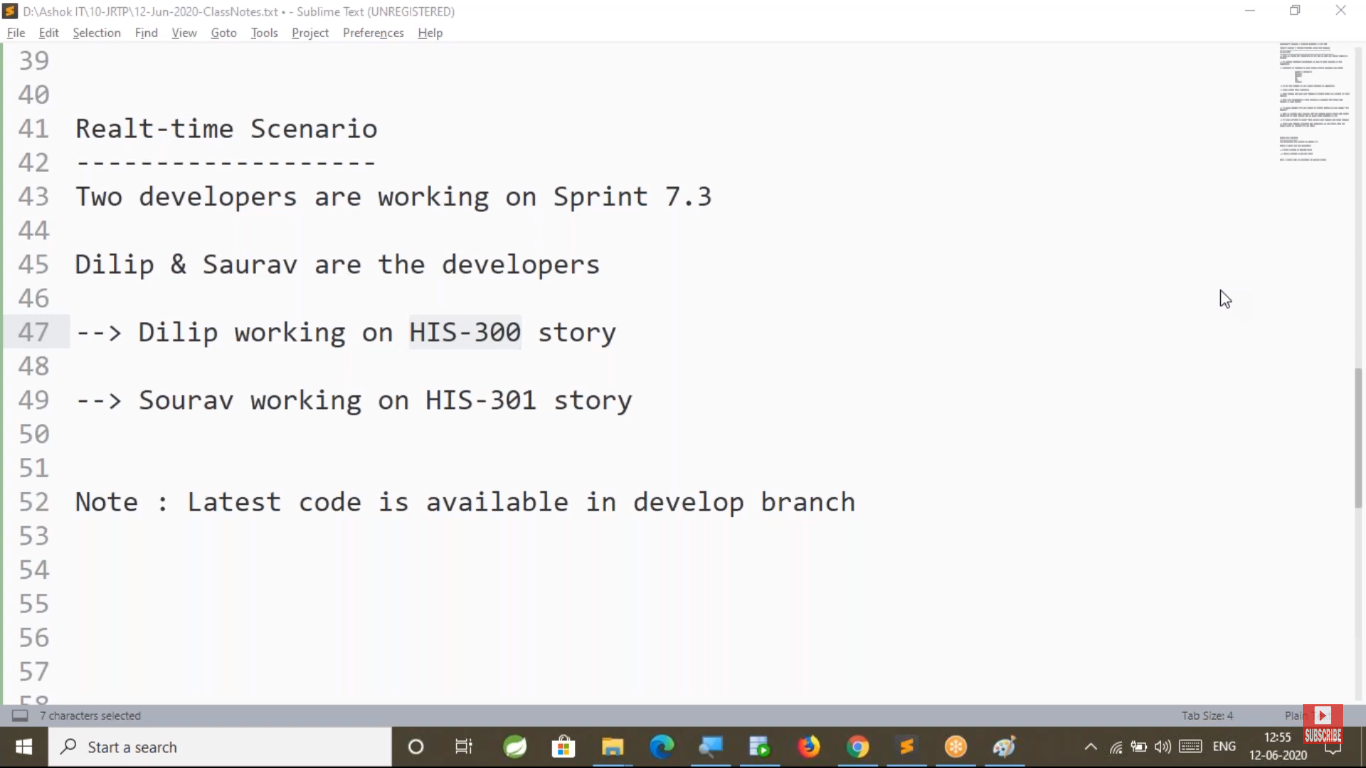 D:\Ashok IT\10-JRTP\12-Jun-2020-ClassNotes.txt • - Sublime Text (UNREGISTERED)
File Edit Selection Find View Goto Tools Project Preferences Help
39
40
41 Realt-time Scenario
42 -------------------
43 Two developers are working on Sprint 7.3
44
45 Dilip & Saurav are the developers
46
47 --> Dilip working on HIS-300 story
48
49 --> Sourav working on HIS-301 story
50
51
52 Note : Latest code is available in develop branch
53
54
55
56
57
58
7 characters selected Tab Size: 4 Plain
SUBSCRIBE
Start a search ENG 12:55
12-06-2020